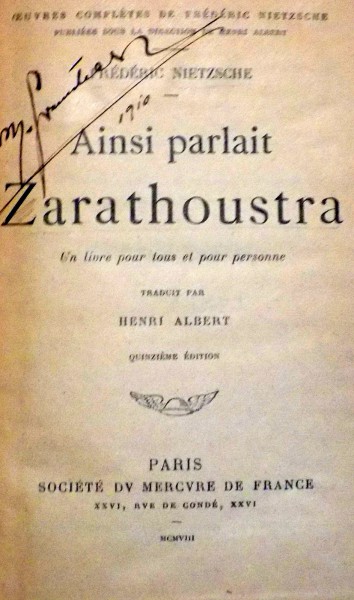 ŒUVRES COMPLÈTES DE FRÉDÉRIC NIETZSCHE
PUBLIÉES SOUS LA DIRECTION DE HENRI ALBERT
FRÉDÉRIC NIETZSCHE
1910
Ainsi parlait
Zarathoustra
Un livre pour tous et pour personne
TRADUIT PAR
HENRI ALBERT
QUINZIÈME ÉDITION
PARIS
SOCIÉTÉ DV MERCVRE DE FRANCE
XXVI, RVE DE CONDÉ, XXVI
MCMVIII